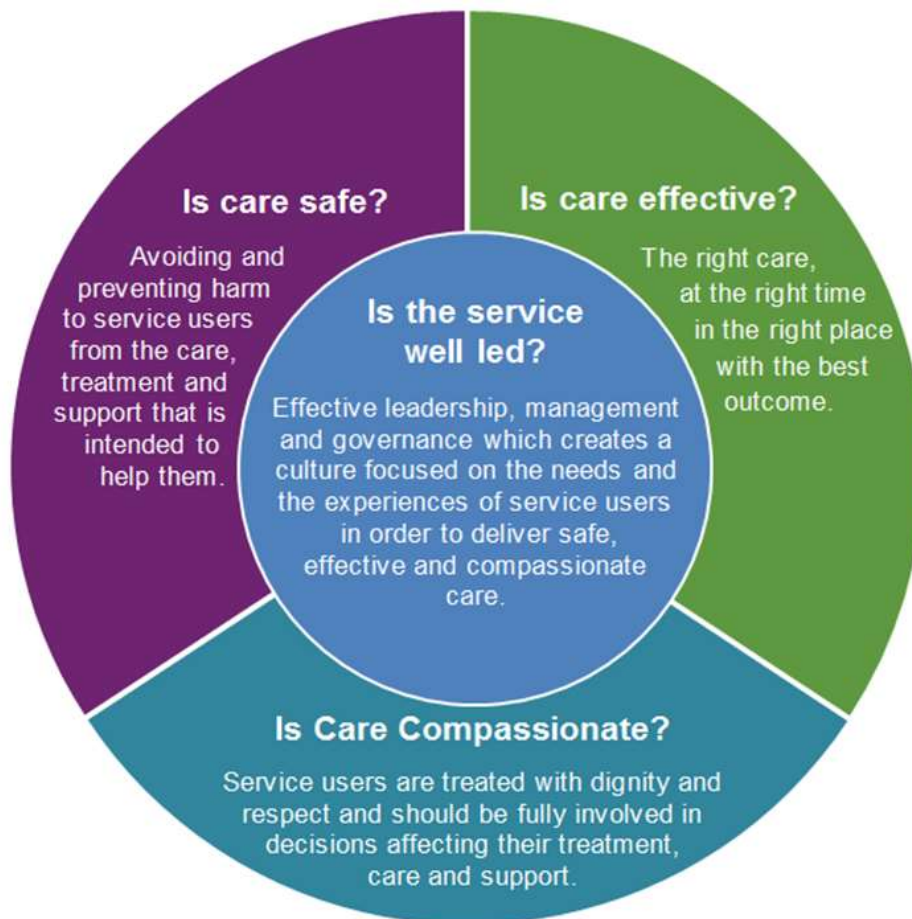 Is care safe?
Avoiding and
preventing harm
to service users
from the care,
treatment and
support that is
intended to
help them.
Is care effective?
The right care,
at the right time
in the right place
with the best
outcome.
Is the service
well led?
Effective leadership, management
and governance which creates a
culture focused on the needs and
the experiences of service users
in order to deliver safe,
effective and compassionate
care.
Is Care Compassionate?
Service users are treated with dignity and
respect and should be fully involved in
decisions affecting their treatment,
care and support.